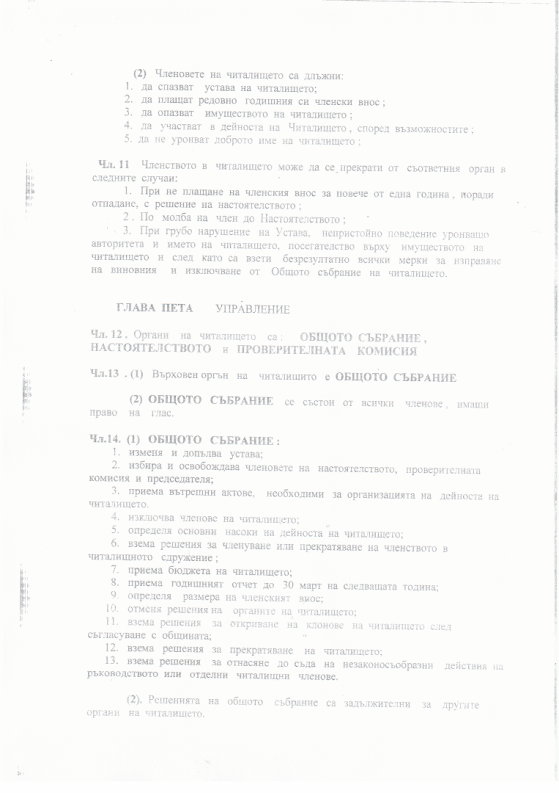 (2) Членовете на читалището са длъжни:
1. да спазват устава на читалището;
2. да плащат редовно годишния си членски внос ;
3. да опазват имуществото на читалището ;
4. да участват в дейноста на Читалището , според възможностите ;
5. да не уронват доброто име на читалището ;
Чл. 11 Членството в читалището може да се прекрати от съответния орган в
следните случаи:
1. При не плащане на членския внос за повече от една година , поради
отпадане, с решение на настоятелството ;
2 . По молба на член до Настоятелството ;
3. При грубо нарушение на Устава, непристойно поведение уронващо
авторитета и името на читалището, посегателство върху имуществото на
читалището и след като са взети безрезултатно всички мерки за изправяне
на виновния и изключване от Общото събрание на читалището.
ГЛАВА ПЕТА УПРАВЛЕНИЕ
Чл. 12 . Органи на читалището са : ОБЩОТО СЪБРАНИЕ ,
НАСТОЯТЕЛСТВОТО и ПРОВЕРИТЕЛНАТА КОМИСИЯ
Чл.13 . (1) Върховен оргън на читалищито е ОБЩОТО СЪБРАНИЕ
(2) ОБЩОТО СЪБРАНИЕ се състои от всички членове , имащи
право на глас.
Чл.14. (1) ОБЩОТО СЪБРАНИЕ :
1. изменя и допълва устава;
2. избира и освобождава членовете на настоятелството, проверителната
комисия и председателя;
3. приема вътрешни актове, необходими за организацията на дейноста на
читалището.
4. изключва членове на читалището;
5. определя основни насоки на дейноста на читалището;
6. взема решения за членуване или прекратяване на членството в
читалищното сдружение ;
7. приема бюджета на читалището;
8. приема годишният отчет до 30 март на следващата година;
9. определя размера на членският внос;
10. отменя решения на органите на читалището;
11. взема решения за откриване на клонове на читалището след
съгласуване с общината;
12. взема решения за прекратяване на читалището;
13. взема решения за отнасяне до съда на незаконосъобразни действия на
ръководството или отделни читалищни членове.
(2). Решенията на общото събрание са задължителни за другите
органи на читалището.